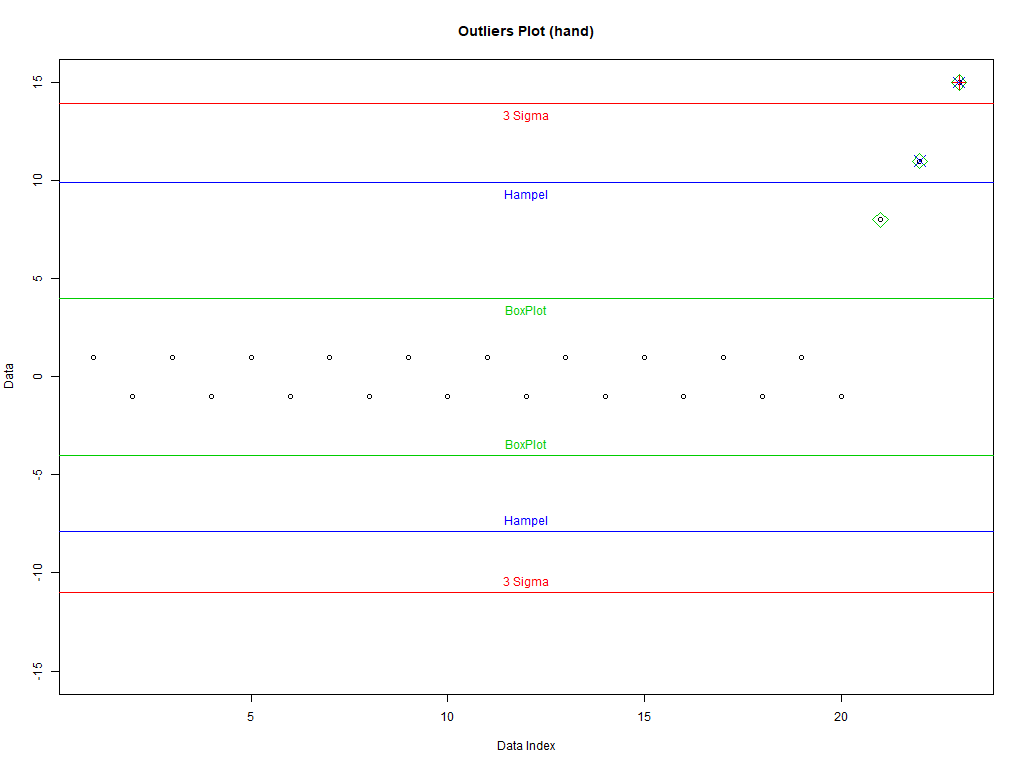 Outliers Plot (hand)
15
3 Sigma
10
Hampel
5
BoxPlot
Data
0
BoxPlot
-5
Hampel
-10
3 Sigma
-15
5 10 15 20
Data Index